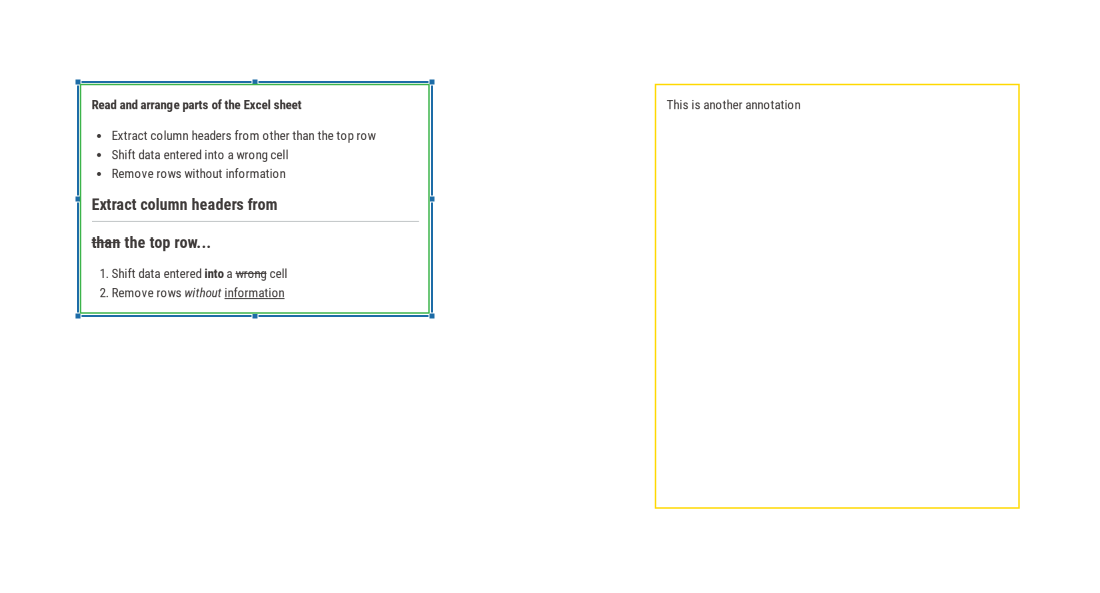 Read and arrange parts of the Excel sheet
• Extract column headers from other than the top row
• Shift data entered into a wrong cell
• Remove rows without information
Extract column headers from
than the top row...
1. Shift data entered into a wrong cell
2. Remove rows without information
This is another annotation